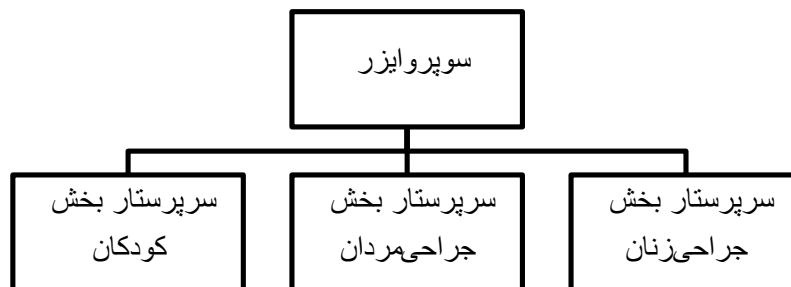 سوپروایزر
سرپرستار بخش
جراحی‌زنان
سرپرستار بخش
جراحی‌مردان
سرپرستار بخش
کودکان